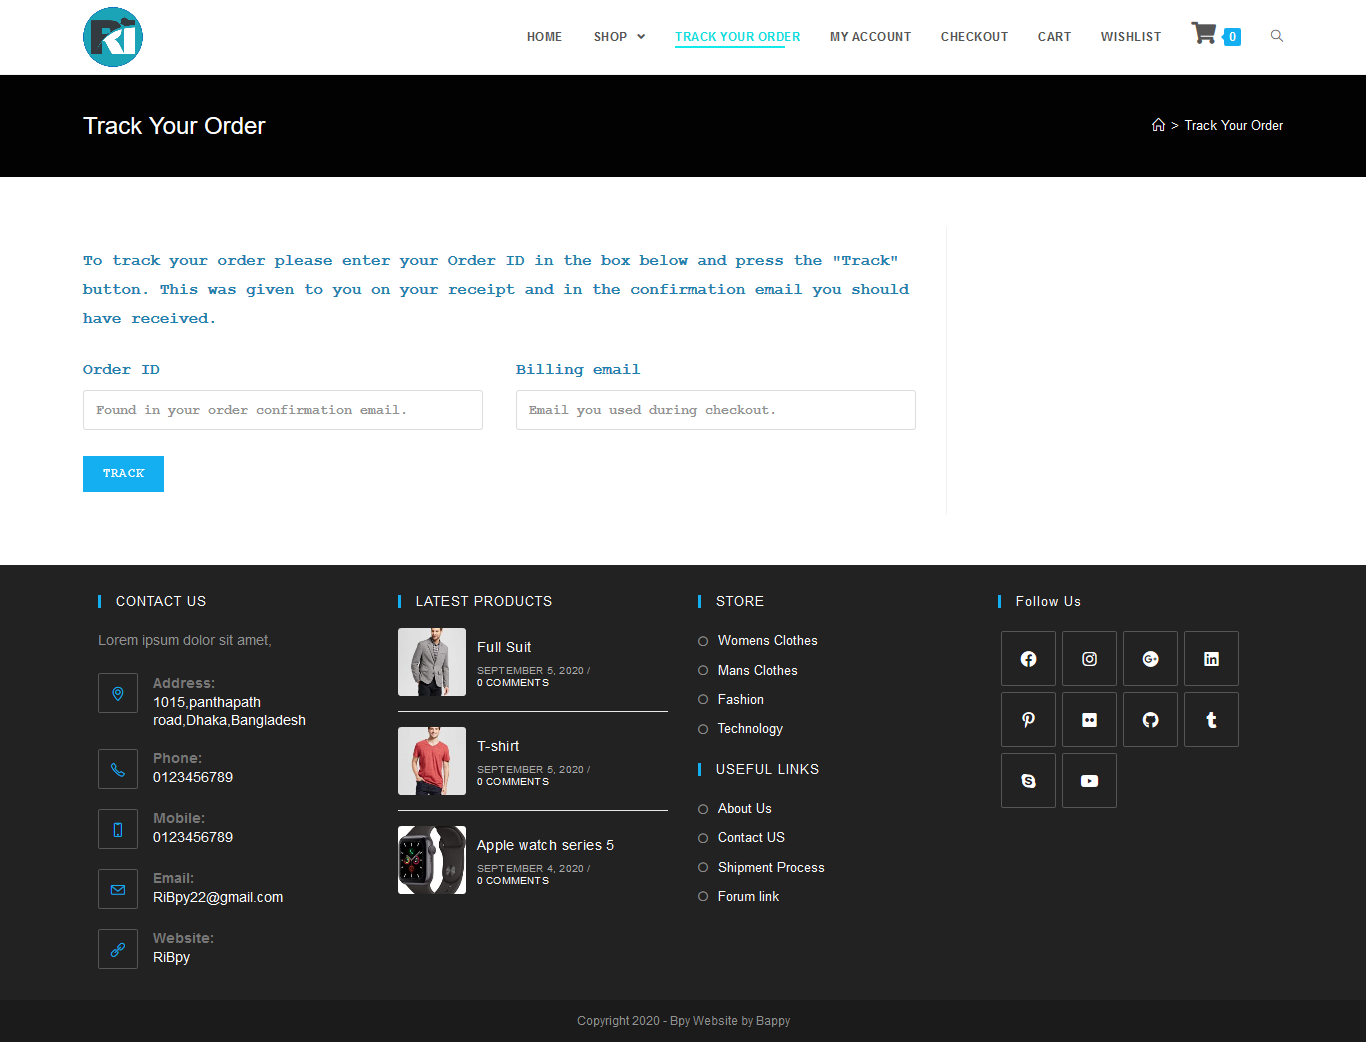 Ri
HOME SHOP TRACK YOUR ORDER MY ACCOUNT CHECKOUT CART WISHLIST 0
Track Your Order
> Track Your Order
To track your order please enter your Order ID in the box below and press the "Track"
button. This was given to you on your receipt and in the confirmation email you should
have received.
Order ID
Billing email
Found in your order confirmation email.
Email you used during checkout.
TRACK
CONTACT US
Lorem ipsum dolor sit amet,
Address:
1015,panthapath
road,Dhaka,Bangladesh
Phone:
0123456789
Mobile:
0123456789
Email:
RiBpy22@gmail.com
Website:
RiBpy
LATEST PRODUCTS
Full Suit
SEPTEMBER 5, 2020 /
0 COMMENTS
T-shirt
SEPTEMBER 5, 2020 /
0 COMMENTS
Apple watch series 5
SEPTEMBER 4, 2020 /
0 COMMENTS
STORE
Womens Clothes
Mans Clothes
Fashion
Technology
USEFUL LINKS
About Us
Contact US
Shipment Process
Forum link
Follow Us
Copyright 2020 - Bpy Website by Bappy